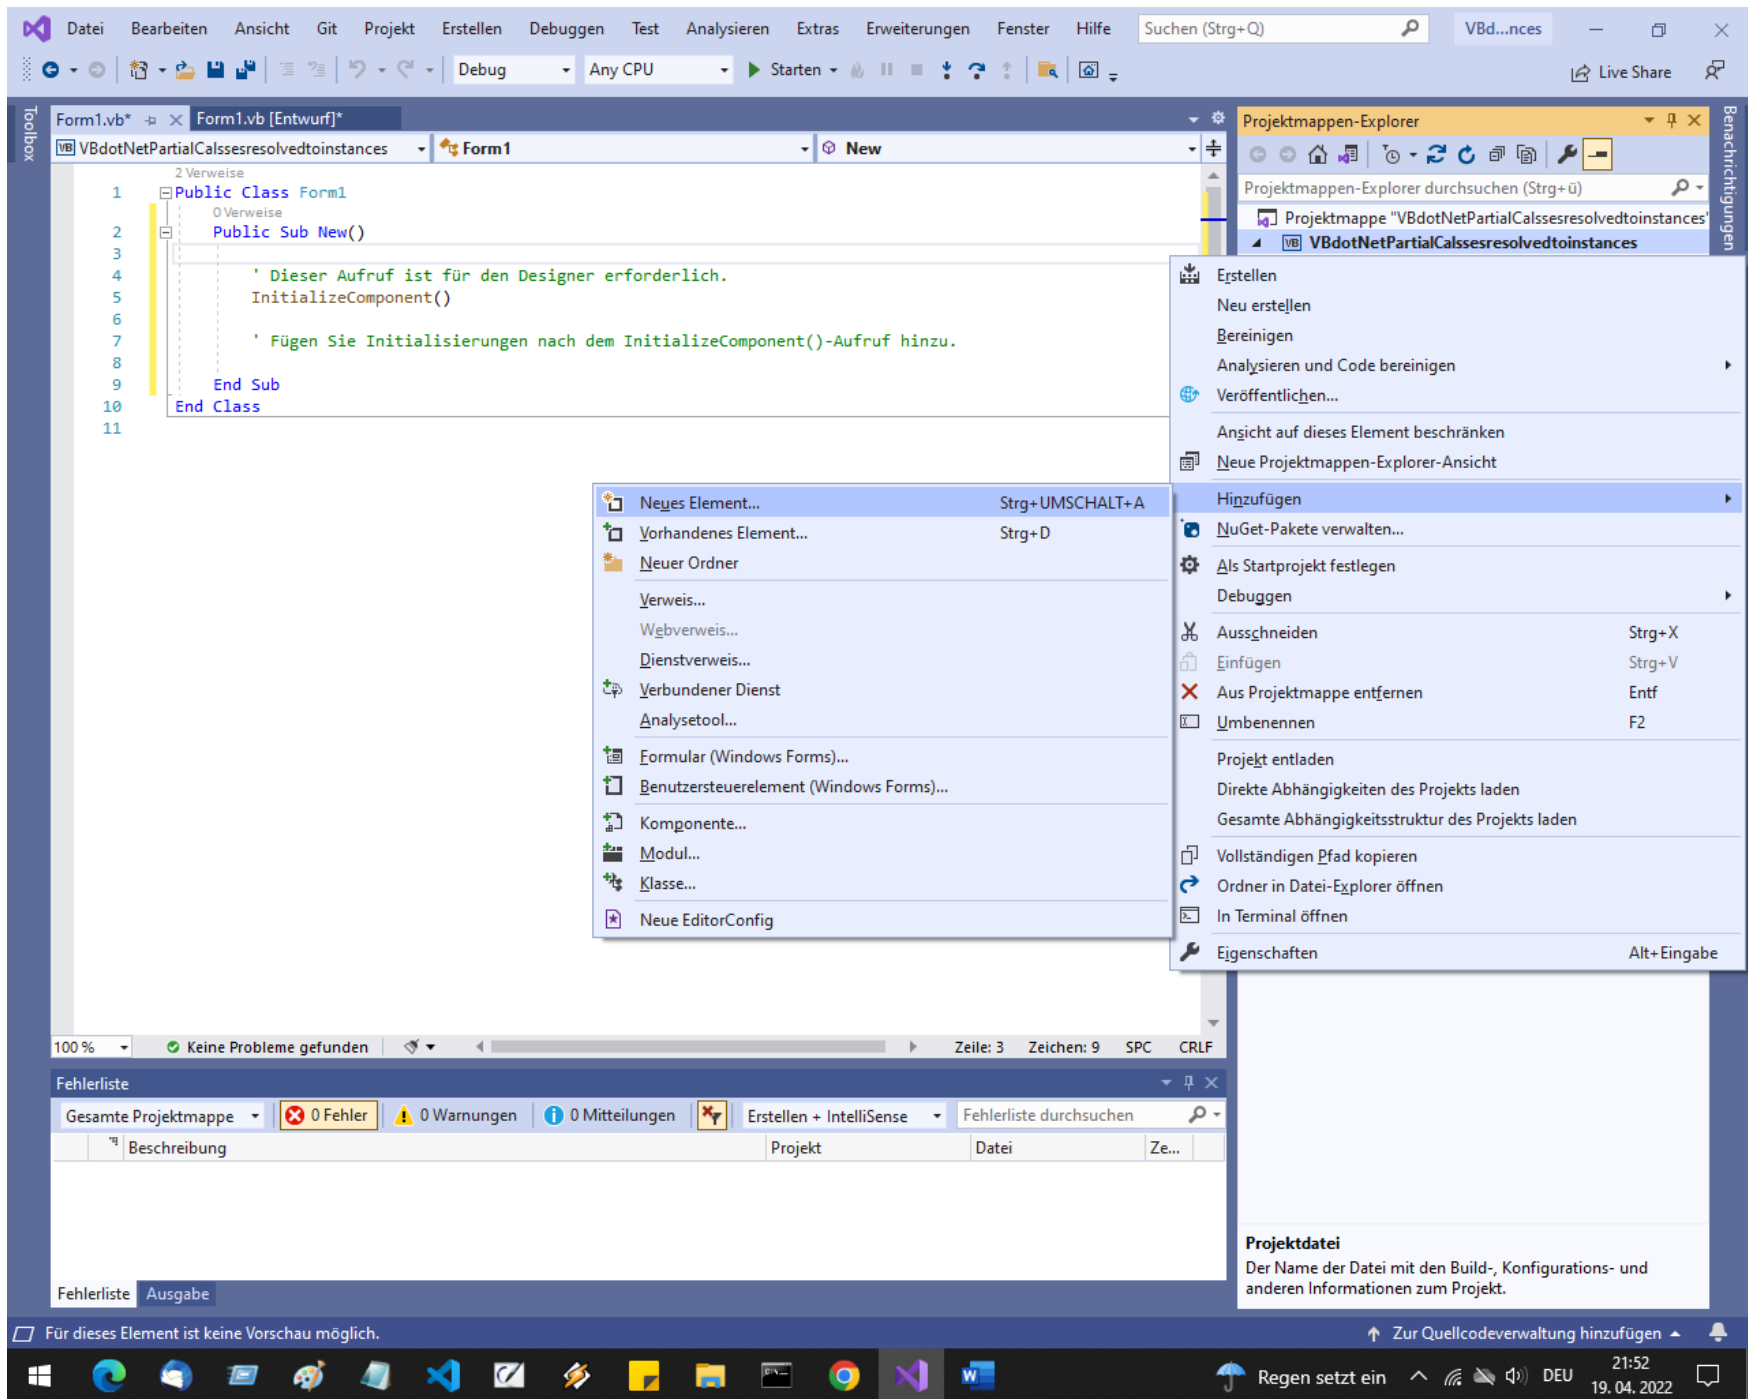 Datei Bearbeiten Ansicht Git Projekt Erstellen Debuggen Test Analysieren Extras Erweiterungen Fenster Hilfe Suchen (Strg+Q) VBd...nces
Debug Any CPU Starten Live Share
Toolbox
Form1.vb* Form1.vb [Entwurf]*
VBdotNetPartialCalssesresolvedtoinstances Form1 New
2 Verweise
1 Public Class Form1
0 Verweise
2 Public Sub New()
3
4 ' Dieser Aufruf ist für den Designer erforderlich.
5 InitializeComponent()
6
7 ' Fügen Sie Initialisierungen nach dem InitializeComponent()-Aufruf hinzu.
8
9 End Sub
10 End Class
11
Projektmappen-Explorer
Projektmappen-Explorer durchsuchen (Strg+ü)
Projektmappe "VBdotNetPartialCalssesresolvedtoinstances"
VB VBdotNetPartialCalssesresolvedtoinstances
Benachrichtigungen
Erstellen
Neu erstellen
Bereinigen
Analysieren und Code bereinigen
Veröffentlichen...
Ansicht auf dieses Element beschränken
Neue Projektmappen-Explorer-Ansicht
Hinzufügen
NuGet-Pakete verwalten...
Als Startprojekt festlegen
Debuggen
Ausschneiden Strg+X
Einfügen Strg+V
Aus Projektmappe entfernen Entf
Umbenennen F2
Projekt entladen
Direkte Abhängigkeiten des Projekts laden
Gesamte Abhängigkeitsstruktur des Projekts laden
Vollständigen Pfad kopieren
Ordner in Datei-Explorer öffnen
In Terminal öffnen
Eigenschaften Alt+Eingabe
Neues Element... Strg+UMSCHALT+A
Vorhandenes Element... Strg+D
Neuer Ordner
Verweis...
Webverweis...
Dienstverweis...
Verbundener Dienst
Analysetool...
Formular (Windows Forms)...
Benutzersteuerelement (Windows Forms)...
Komponente...
Modul...
Klasse...
Neue EditorConfig
100 % Keine Probleme gefunden Zeile: 3 Zeichen: 9 SPC CRLF
Fehlerliste
Gesamte Projektmappe 0 Fehler 0 Warnungen 0 Mitteilungen Erstellen + IntelliSense Fehlerliste durchsuchen
Beschreibung Projekt Datei Ze...
Fehlerliste Ausgabe
Projektdatei
Der Name der Datei mit den Build-, Konfigurations- und
anderen Informationen zum Projekt.
Für dieses Element ist keine Vorschau möglich. Zur Quellcodeverwaltung hinzufügen
Regen setzt ein DEU 21:52
19.04.2022